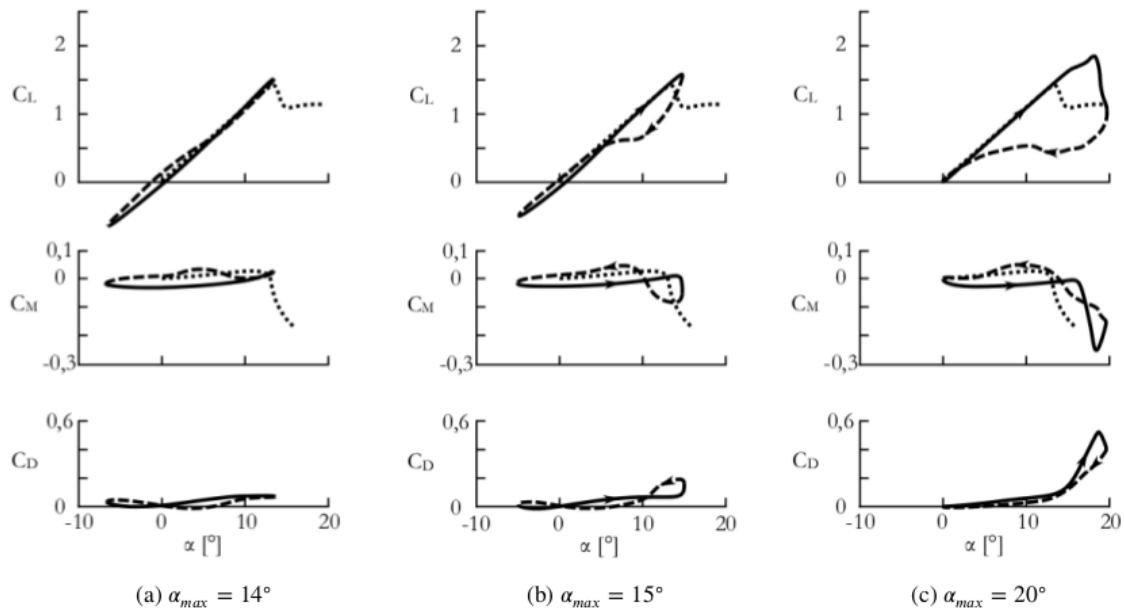 2
2
2
C_L
C_L
C_L
1
1
1
0
0
0
0,1
0,1
0,1
0
0
0
C_M
C_M
C_M
-0,3
-0,3
-0,3
0,6
0,6
0,6
C_D
C_D
C_D
0
0
0
-10 0 10 20
-10 0 10 20
-10 0 10 20
α [°]
α [°]
α [°]
(a) α_max = 14°
(b) α_max = 15°
(c) α_max = 20°